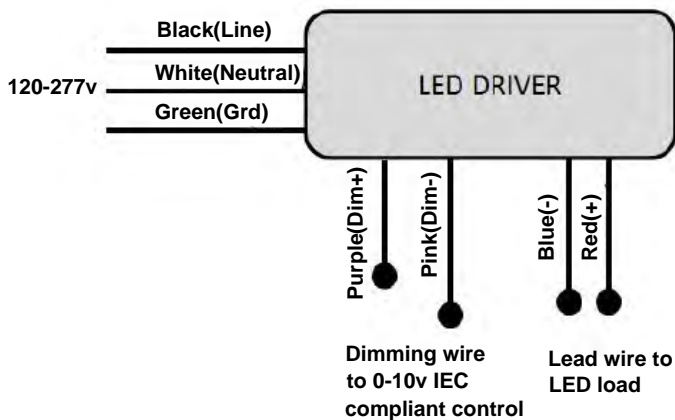 Black(Line)
120-277v
White(Neutral)
Green(Grd)
LED DRIVER
Purple(Dim+)
Pink(Dim-)
Blue(-)
Red(+)
Dimming wire
to 0-10v IEC
compliant control
Lead wire to
LED load